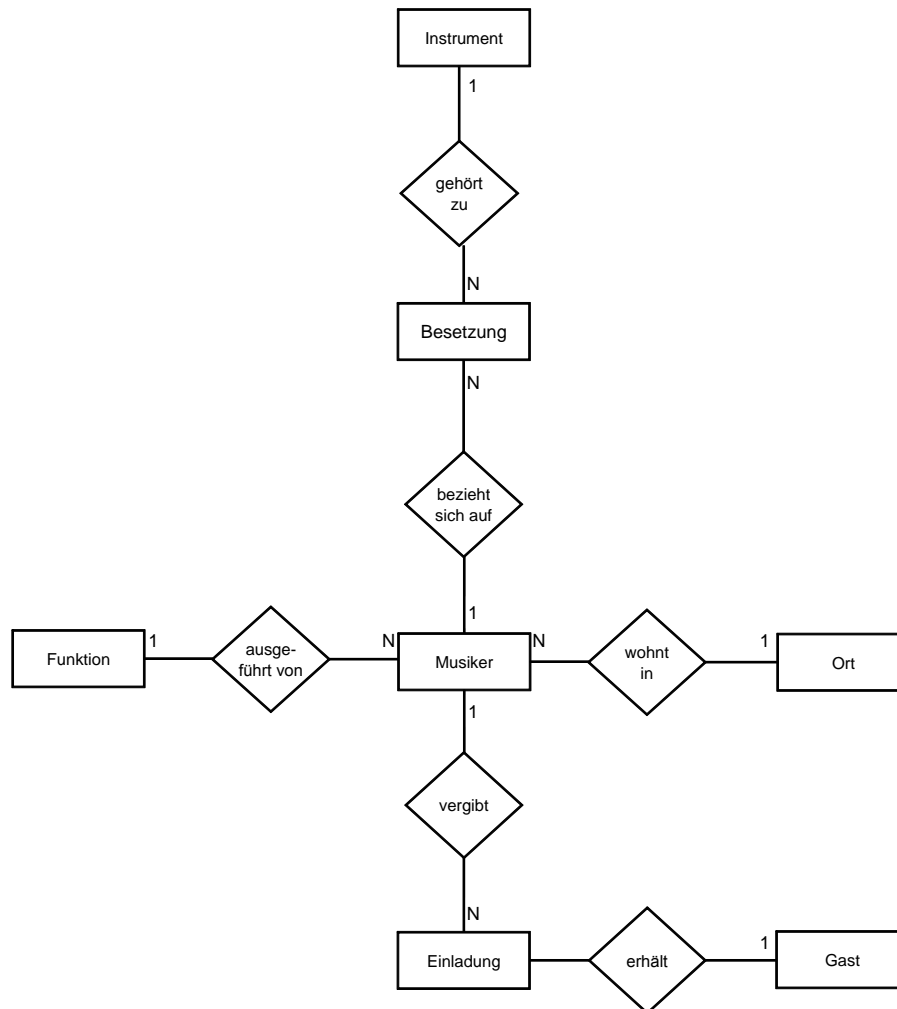 Instrument
1
gehört
zu
N
Besetzung
N
bezieht
sich auf
1
Funktion
1
ausge-
führt von
N
Musiker
N
wohnt
in
1
Ort
1
vergibt
N
Einladung
erhält
1
Gast